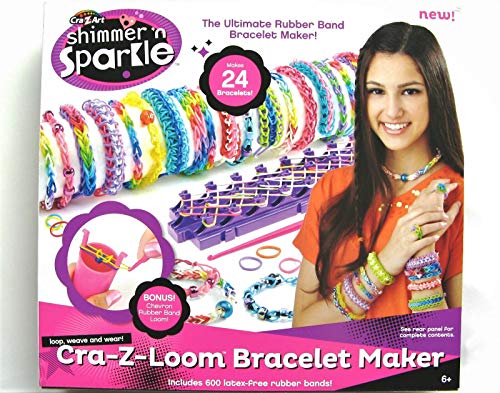 Cra-Z-Art
shimmer 'n
Sparkle
The Ultimate Rubber Band
Bracelet Maker!
new!
Makes
24
Bracelets!
BONUS!
Chevron
Rubber Band
Loom!
See rear panel for
complete contents.
loop, weave and wear!
Cra-Z-Loom Bracelet Maker
Includes 600 latex-free rubber bands!
6+